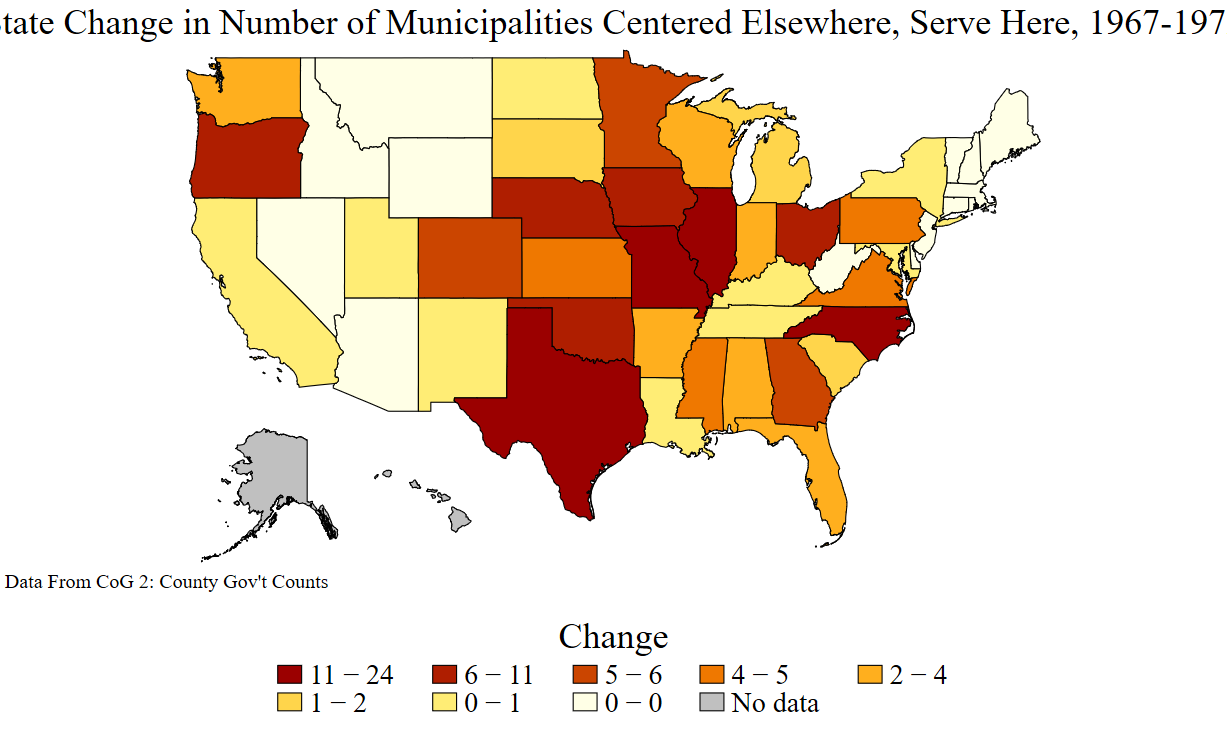 tate Change in Number of Municipalities Centered Elsewhere, Serve Here, 1967-197
Data From CoG 2: County Gov't Counts
Change
11 − 24 6 − 11 5 − 6 4 − 5 2 − 4
1 − 2 0 − 1 0 − 0 No data